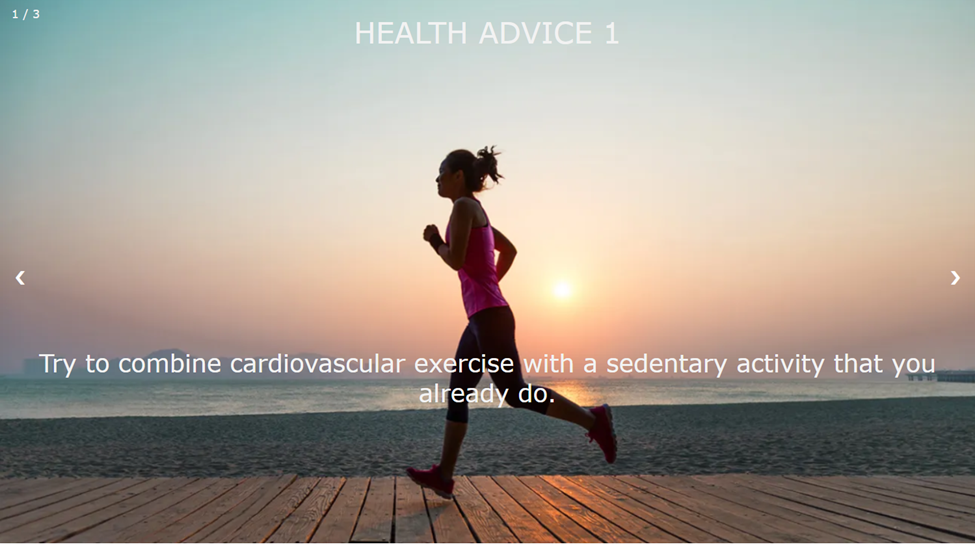 1 / 3
HEALTH ADVICE 1
❮ ❯
Try to combine cardiovascular exercise with a sedentary activity that you
already do.